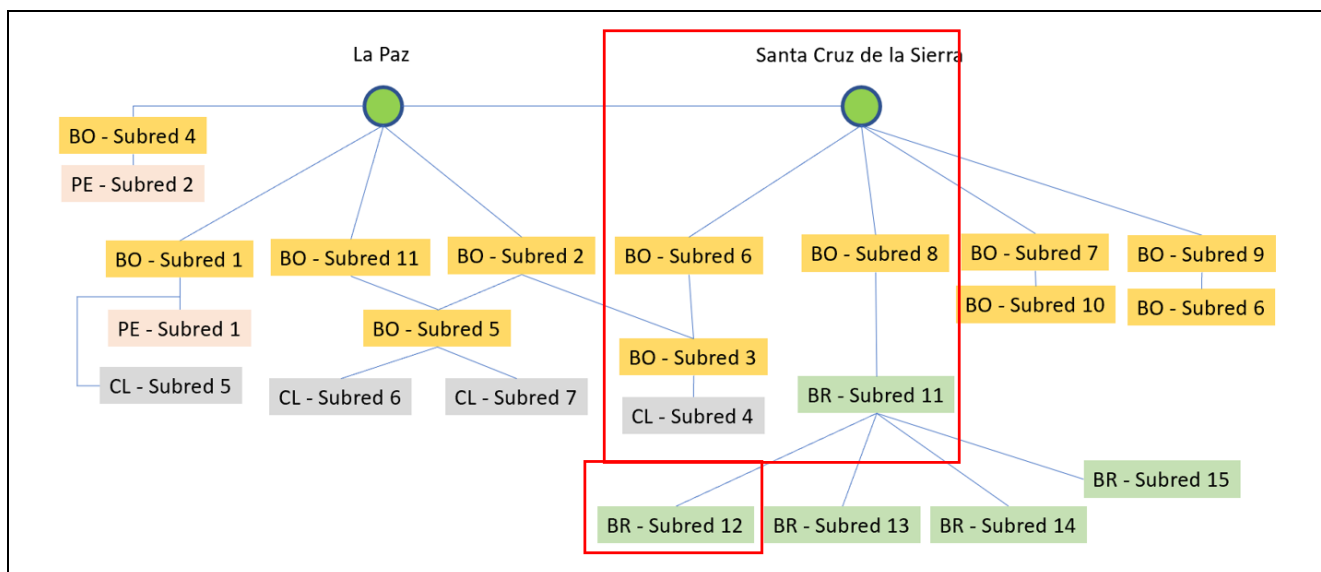 La Paz
Santa Cruz de la Sierra
BO - Subred 4
PE - Subred 2
BO - Subred 1
BO - Subred 11
BO - Subred 2
BO - Subred 6
BO - Subred 8
BO - Subred 7
BO - Subred 9
BO - Subred 10
BO - Subred 6
PE - Subred 1
BO - Subred 5
BO - Subred 3
CL - Subred 5
CL - Subred 6
CL - Subred 7
CL - Subred 4
BR - Subred 11
BR - Subred 15
BR - Subred 12
BR - Subred 13
BR - Subred 14